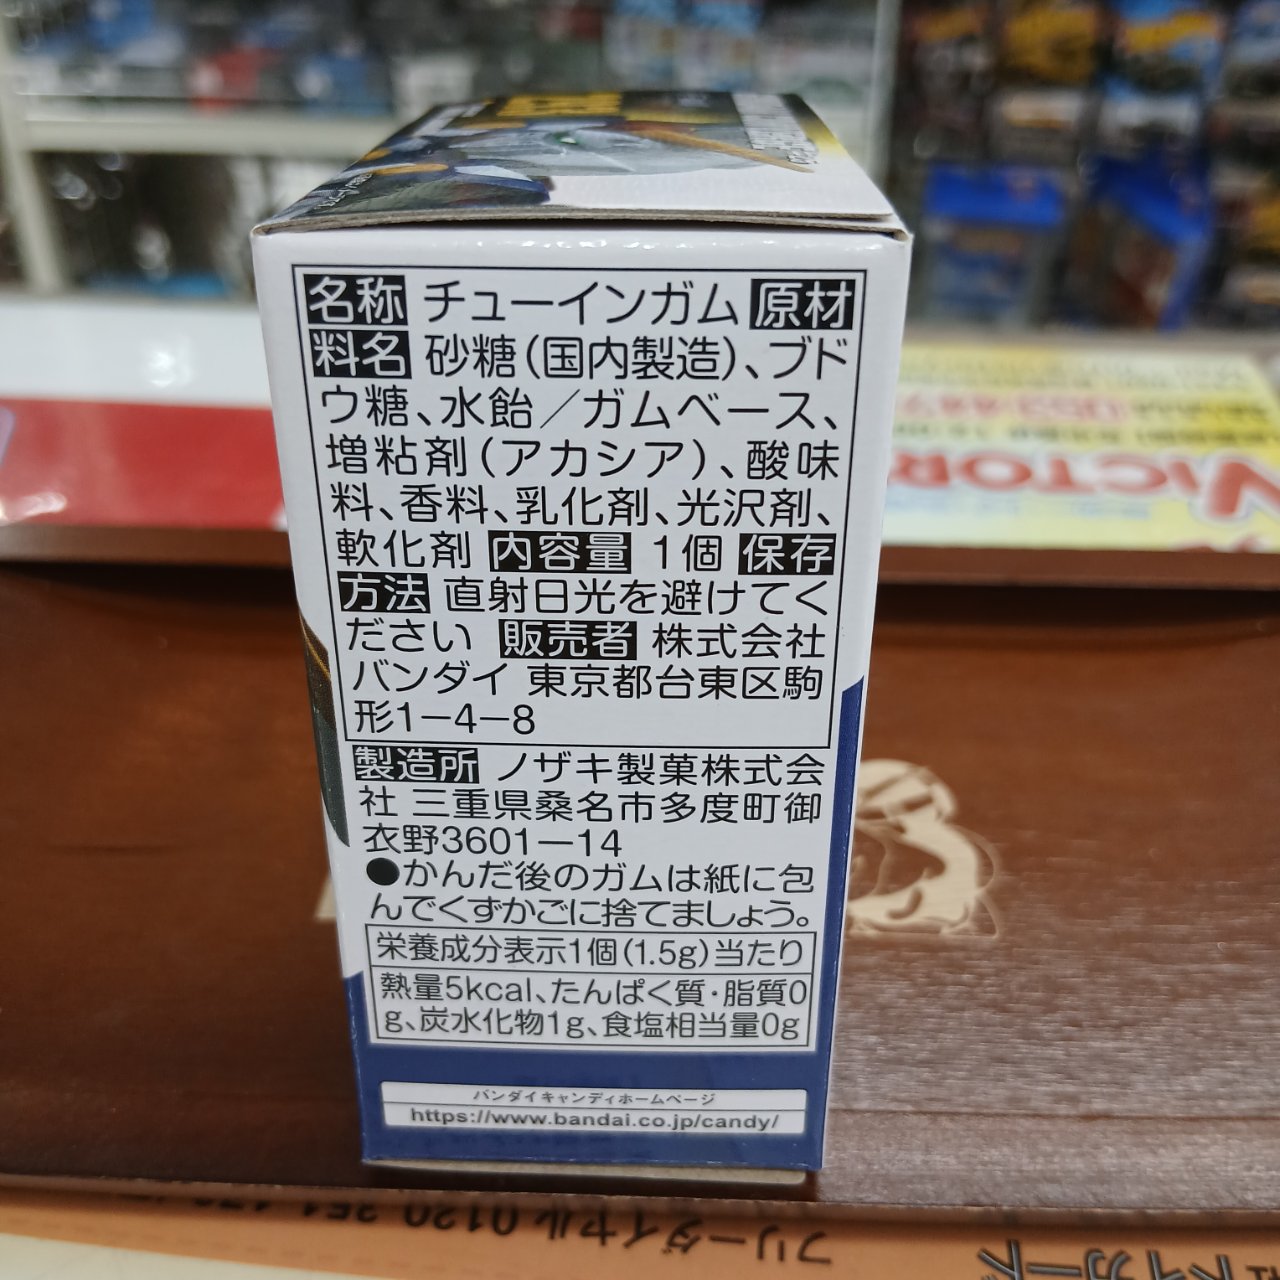 名称 チューインガム 原材
料名 砂糖(国内製造)、ブド
ウ糖、水飴／ガムベース、
増粘剤(アカシア)、酸味
料、香料、乳化剤、光沢剤、
軟化剤 内容量 1個 保存
方法 直射日光を避けてく
ださい 販売者 株式会社
バンダイ 東京都台東区駒
形1－4－8
製造所 ノザキ製菓株式会
社 三重県桑名市多度町御
衣野3601－14
●かんだ後のガムは紙に包
んでくずかごに捨てましょう。
栄養成分表示1個(1.5g)当たり
熱量5kcal、たんぱく質・脂質0
g、炭水化物1g、食塩相当量0g
バンダイキャンディホームページ
https://www.bandai.co.jp/candy/
VICTOR
フリーダイヤル 0120